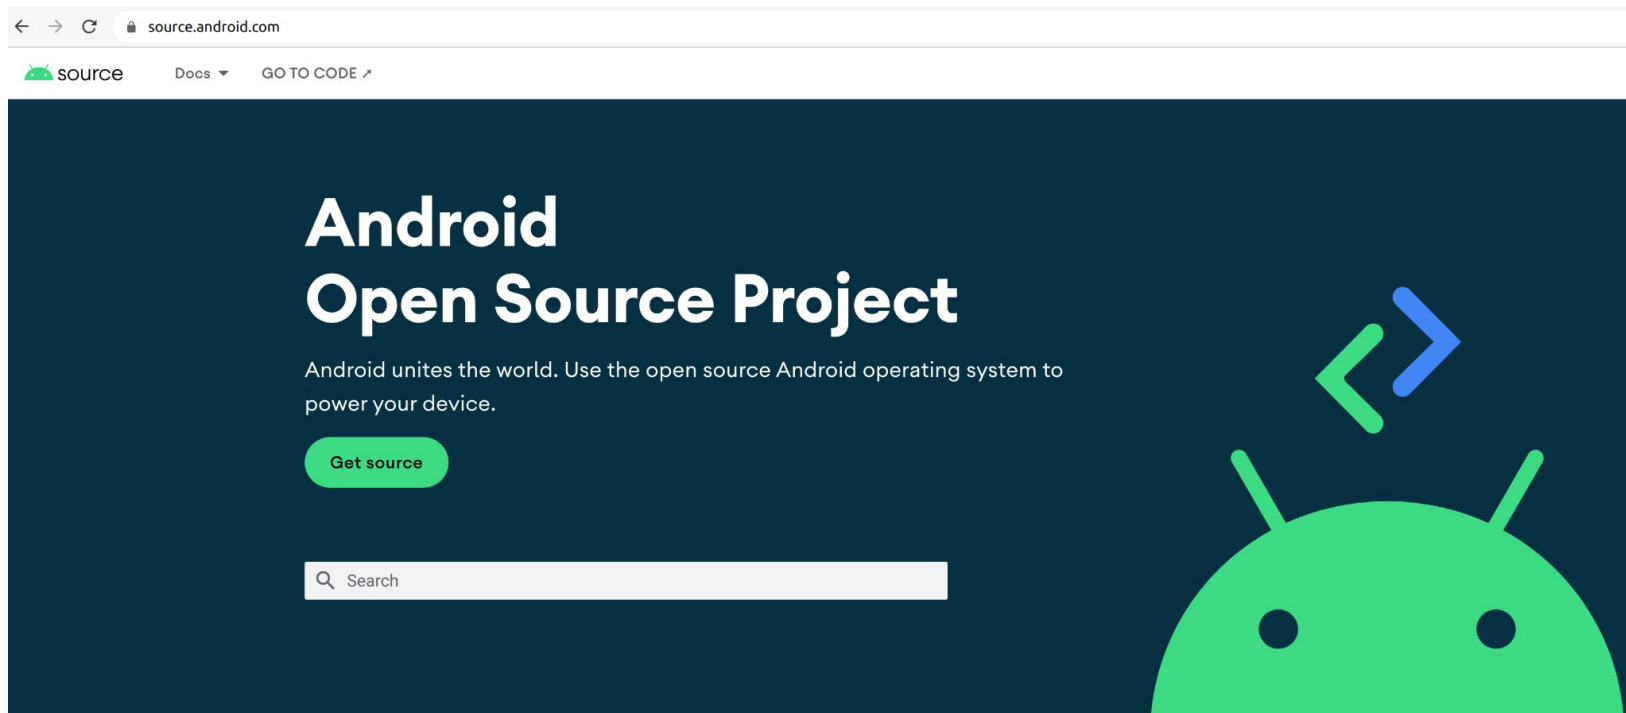 source.android.com
source Docs GO TO CODE ↗
Android
Open Source Project
Android unites the world. Use the open source Android operating system to
power your device.
Get source
Search